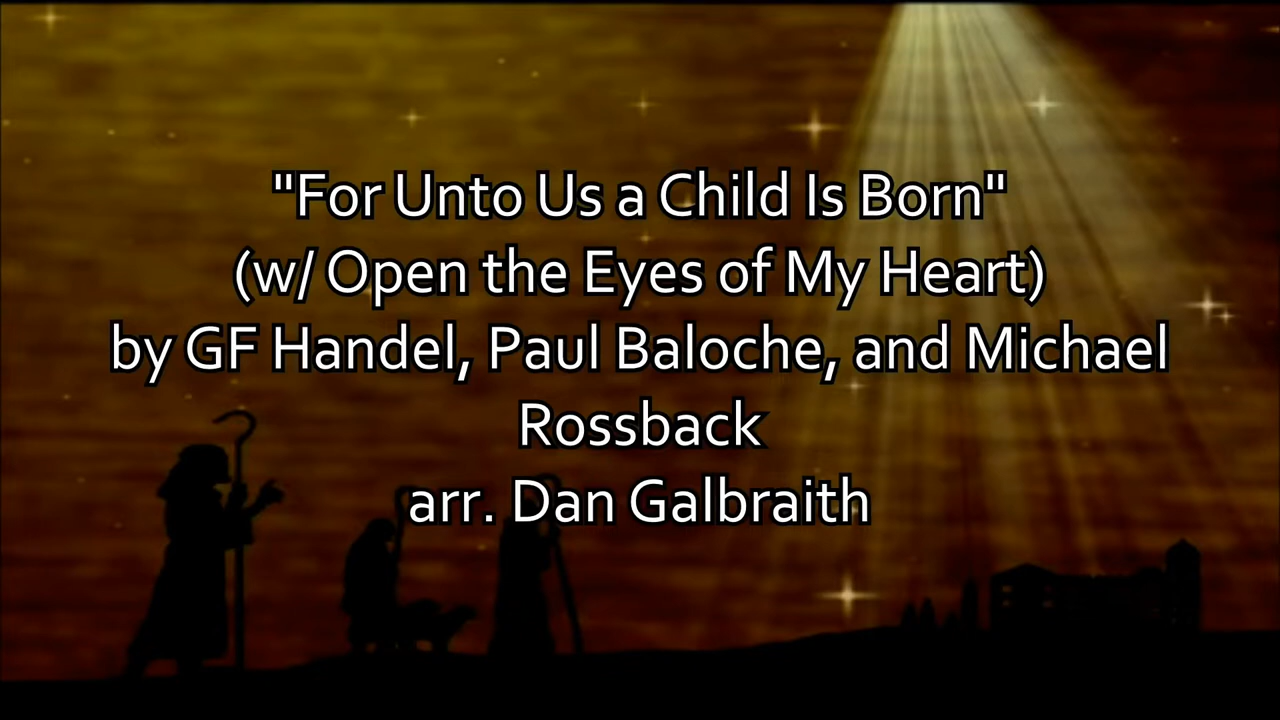 "For Unto Us a Child Is Born"
(w/ Open the Eyes of My Heart)
by GF Handel, Paul Baloche, and Michael
Rossback
arr. Dan Galbraith